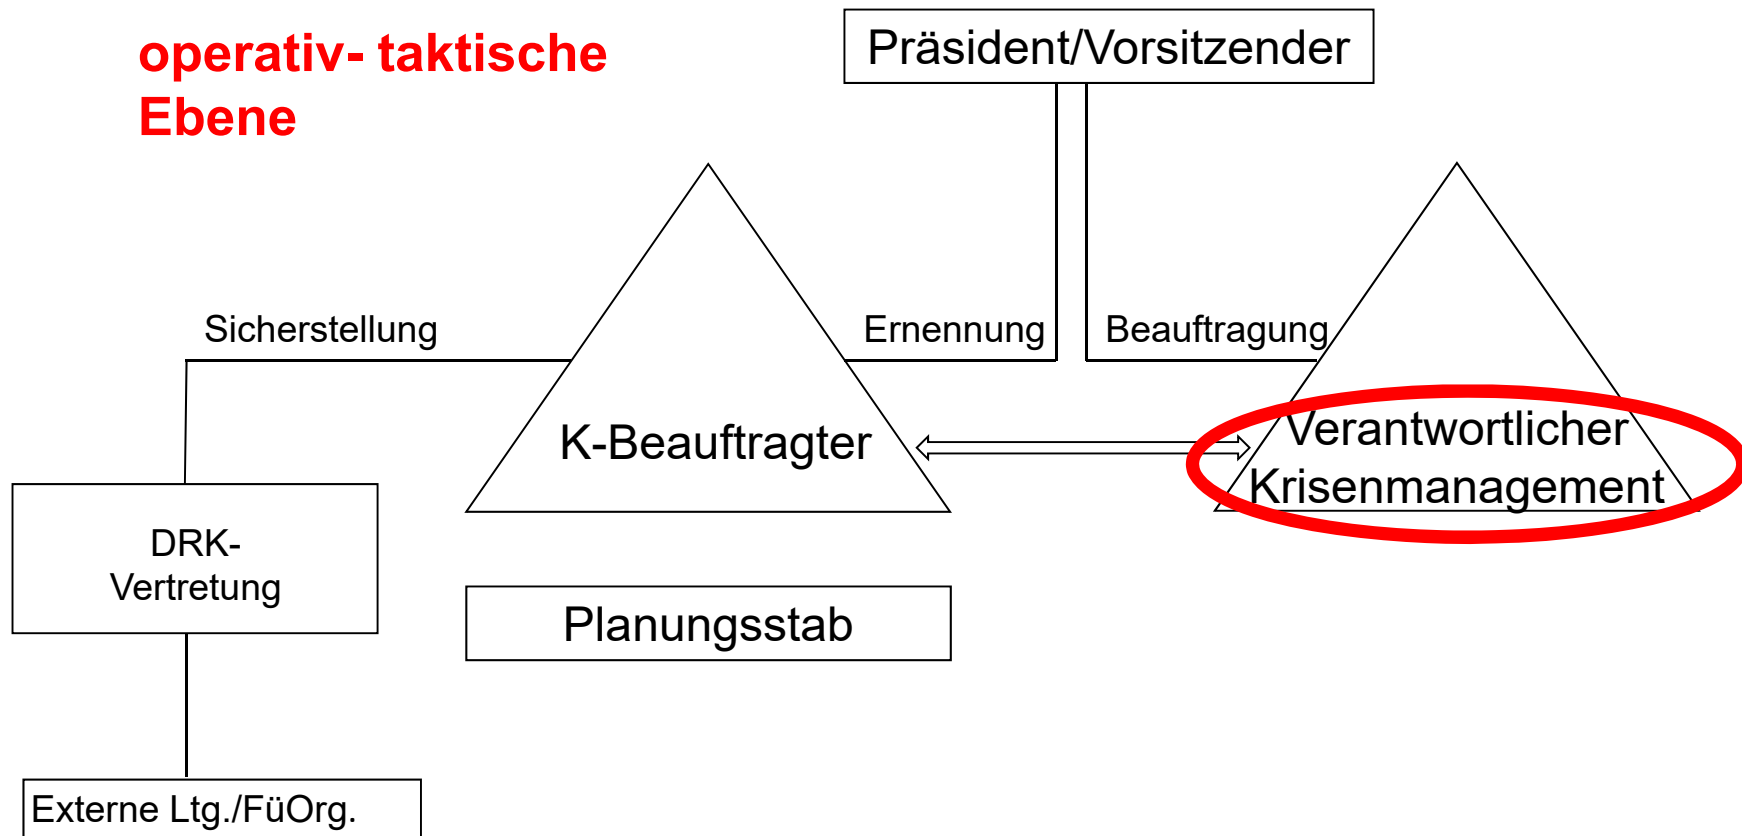 operativ- taktische
Ebene
Präsident/Vorsitzender
Sicherstellung
Ernennung
Beauftragung
K-Beauftragter
Verantwortlicher
Krisenmanagement
DRK-
Vertretung
Planungsstab
Externe Ltg./FüOrg.